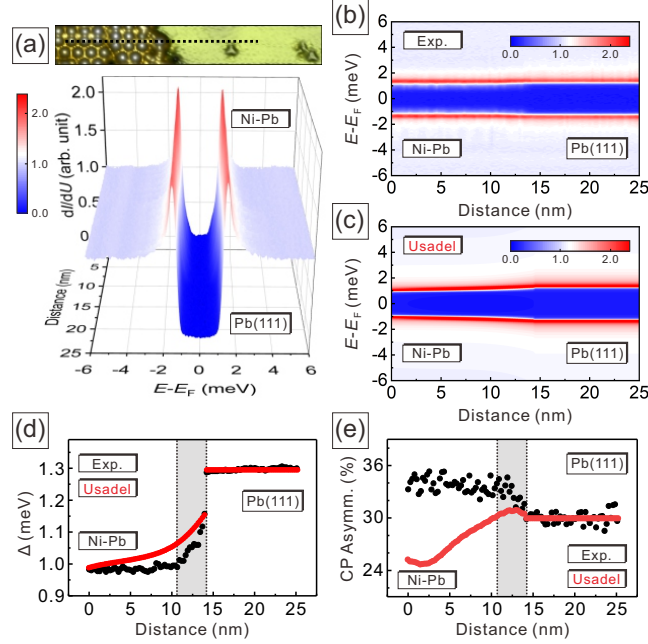 (a)
2.0
1.0
0.0
dI/dU (arb. unit)
2.0
1.5
1.0
0.5
0
Ni-Pb
Pb(111)
Distance (nm)
5
10
15
20
25
-6 -4 -2 0 2 4 6
E-EF (meV)
(b)
Exp.
0.0 1.0 2.0
E-EF (meV)
6
4
2
0
-2
-4
-6
Ni-Pb
Pb(111)
0 5 10 15 20 25
Distance (nm)
(c)
Usadel
0.0 1.0 2.0
E-EF (meV)
6
4
2
0
-2
-4
-6
Ni-Pb
Pb(111)
0 5 10 15 20 25
Distance (nm)
(d)
Exp.
Usadel
Pb(111)
Ni-Pb
Δ (meV)
1.3
1.2
1.1
1.0
0.9
0 5 10 15 20 25
Distance (nm)
(e)
Pb(111)
CP Asymm. (%)
36
30
24
Exp.
Usadel
Ni-Pb
0 5 10 15 20 25
Distance (nm)